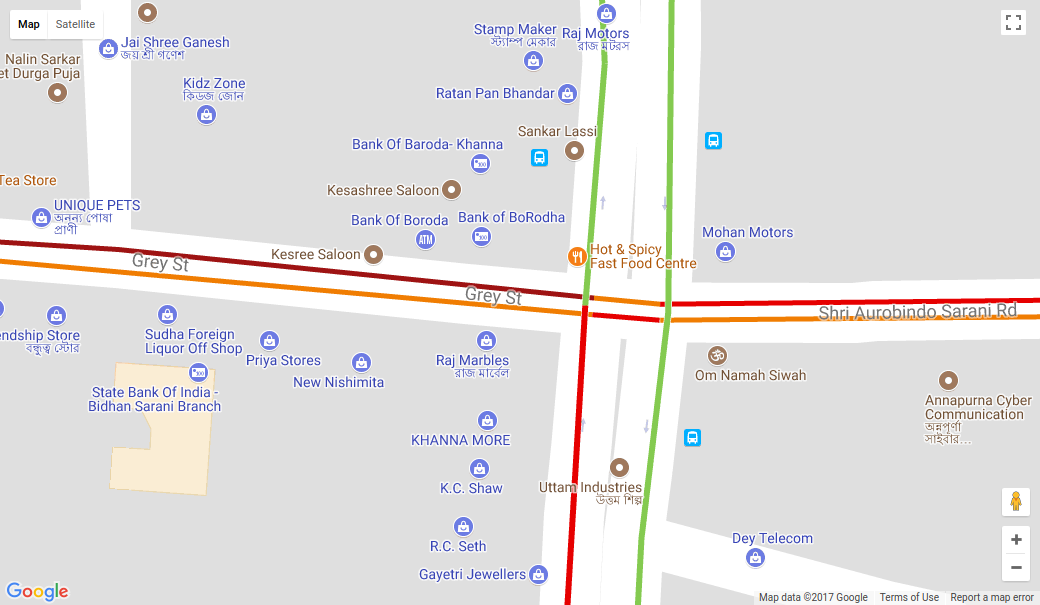 Map
Satellite
Stamp Maker
স্ট্যাম্প মেকার
Raj Motors
রাজ মটরস
Jai Shree Ganesh
জয় শ্রী গণেশ
Nalin Sarkar
et Durga Puja
Kidz Zone
কিডজ জোন
Ratan Pan Bhandar
Sankar Lassi
Bank Of Baroda- Khanna
Tea Store
Kesashree Saloon
UNIQUE PETS
অনন্য পোষা
প্রাণী
Bank Of Boroda
ATM
Bank of BoRodha
Mohan Motors
Kesree Saloon
Hot & Spicy
Fast Food Centre
Grey St
Grey St
Shri Aurobindo Sarani Rd
endship Store
বন্ধুত্ব স্টোর
Sudha Foreign
Liquor Off Shop
Priya Stores
Raj Marbles
রাজ মার্বেল
New Nishimita
Om Namah Siwah
State Bank Of India -
Bidhan Sarani Branch
Annapurna Cyber
Communication
অন্নপূর্ণা
সাইবার...
KHANNA MORE
K.C. Shaw
Uttam Industries
উত্তম শিল্প
R.C. Seth
Dey Telecom
Gayetri Jewellers
Google
Map data ©2017 Google
Terms of Use
Report a map error